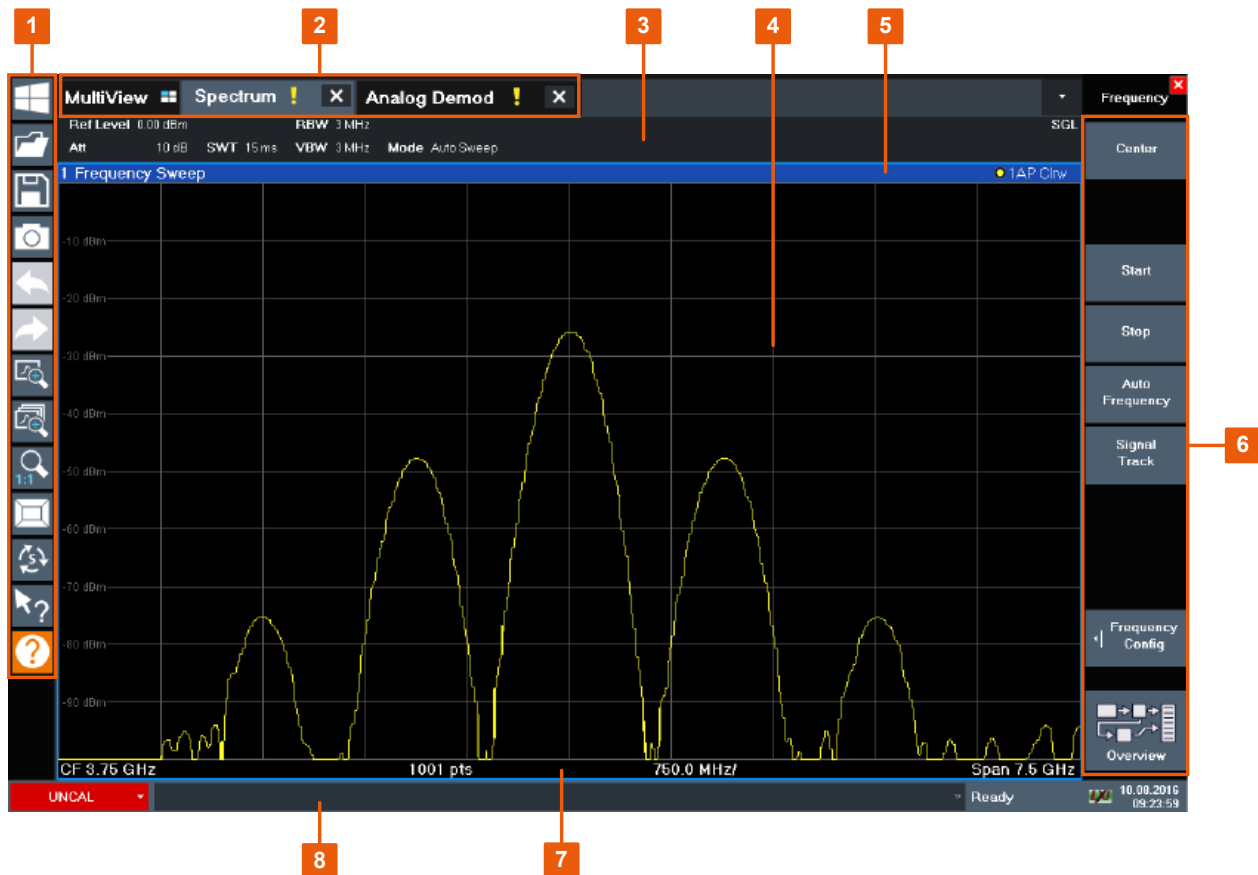 1
2
3
4
5
MultiView Spectrum ! X Analog Demod ! X
Frequency
Ref Level 0.00 dBm RBW 3 MHz SGL
Att 10 dB SWT 15 ms VBW 3 MHz Mode Auto Sweep
1 Frequency Sweep 1AP Clrw
Center
Start
Stop
Auto
Frequency
Signal
Track
6
Frequency
Config
Overview
-10 dBm
-20 dBm
-30 dBm
-40 dBm
-50 dBm
-60 dBm
-70 dBm
-80 dBm
-90 dBm
1:1
S
?
?
CF 3.75 GHz 1001 pts 750.0 MHz/ Span 7.5 GHz
UNCAL Ready 10.08.2016
09:23:59
8
7